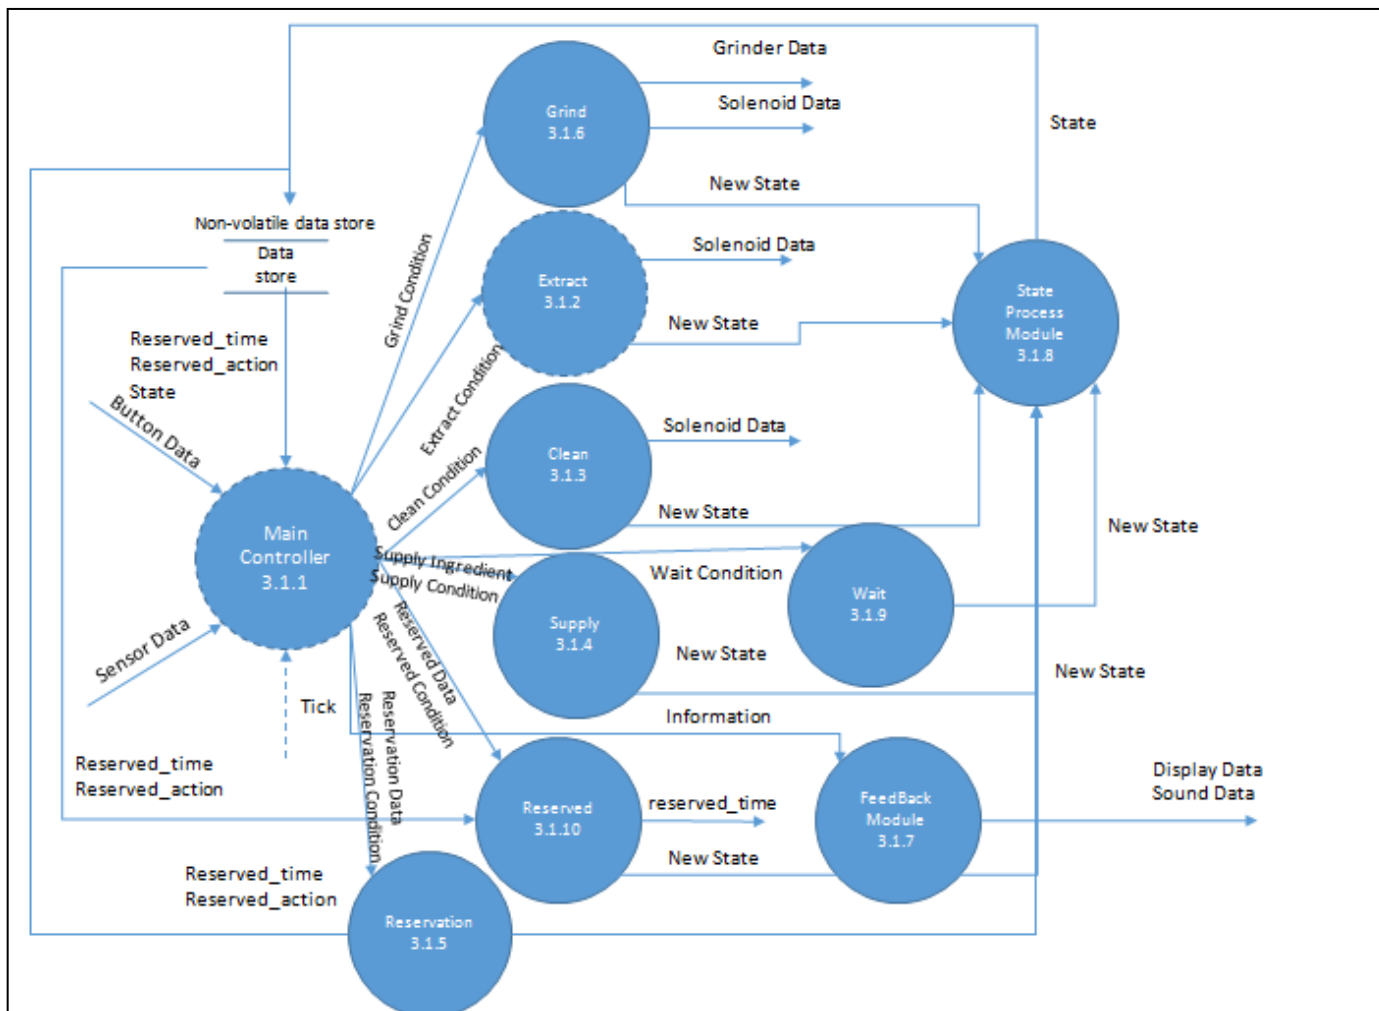 Grinder Data
Solenoid Data
Grind
3.1.6
State
New State
Non-volatile data store
Data
store
Grind Condition
Solenoid Data
Extract
3.1.2
New State
State
Process
Module
3.1.8
Reserved_time
Reserved_action
State
Button Data
Extract Condition
Solenoid Data
Clean
3.1.3
Clean Condition
New State
Main
Controller
3.1.1
Supply Ingredient
Supply Condition
Wait Condition
Wait
3.1.9
New State
Supply
3.1.4
New State
New State
Sensor Data
Reserved Data
Reserved Condition
Tick
Information
Reservation Data
Reservation Condition
Reserved_time
Reserved_action
Reserved
3.1.10
reserved_time
FeedBack
Module
3.1.7
Display Data
Sound Data
New State
Reserved_time
Reserved_action
Reservation
3.1.5